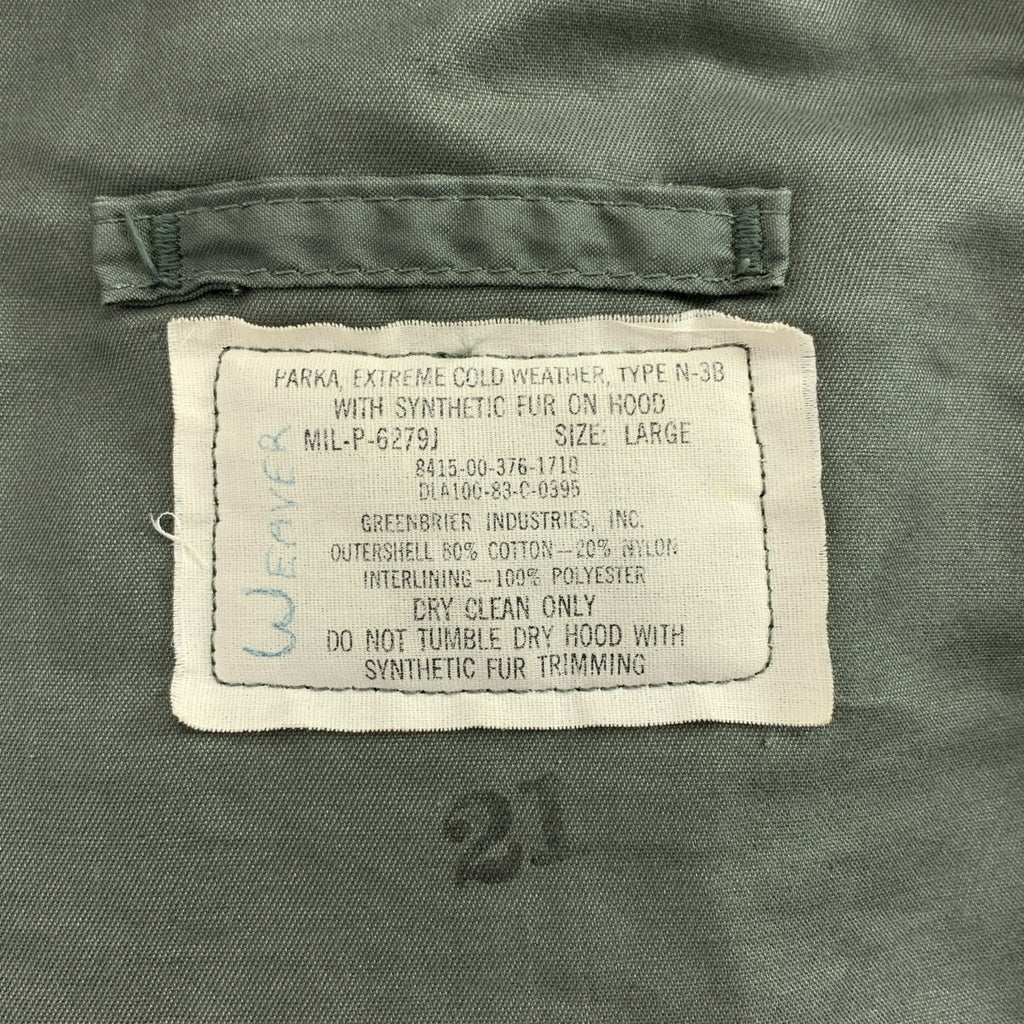 PARKA, EXTREME COLD WEATHER, TYPE N-3B
WITH SYNTHETIC FUR ON HOOD
MIL-P-6279J SIZE: LARGE
8415-00-376-1710
DLA100-83-C-0395
GREENBRIER INDUSTRIES, INC.
OUTERSHELL 80% COTTON—20% NYLON
INTERLINING—100% POLYESTER
DRY CLEAN ONLY
DO NOT TUMBLE DRY HOOD WITH
SYNTHETIC FUR TRIMMING
WEAVER
21